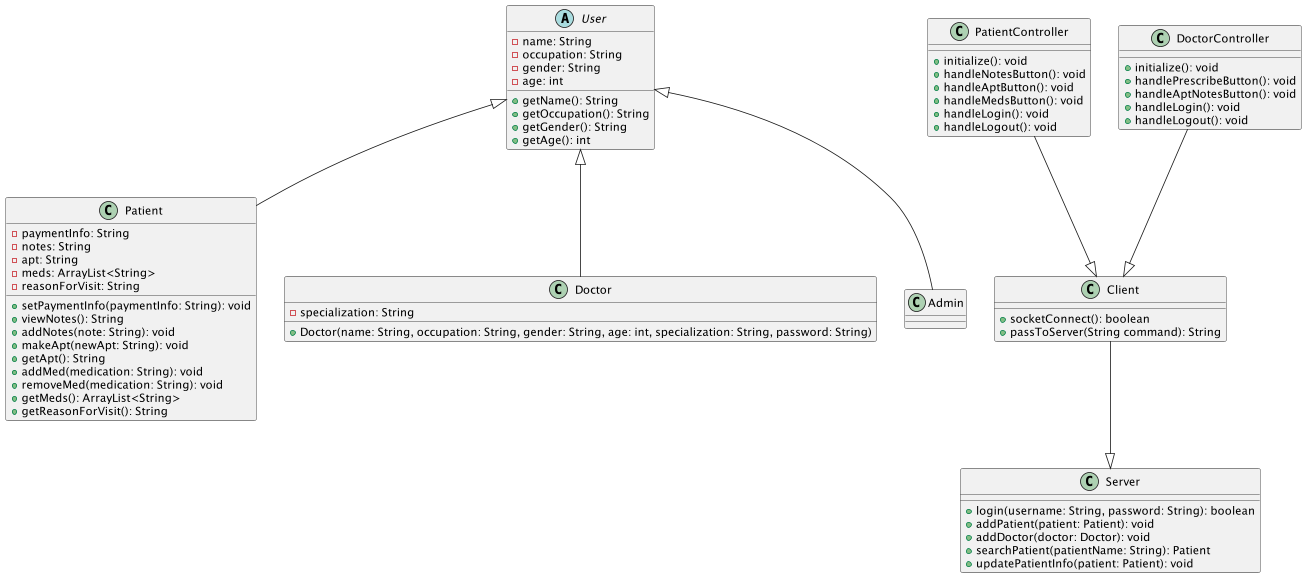 A User
name: String
occupation: String
gender: String
age: int
getName(): String
getOccupation(): String
getGender(): String
getAge(): int
C PatientController
initialize(): void
handleNotesButton(): void
handleAptButton(): void
handleMedsButton(): void
handleLogin(): void
handleLogout(): void
C DoctorController
initialize(): void
handlePrescribeButton(): void
handleAptNotesButton(): void
handleLogin(): void
handleLogout(): void
C Patient
paymentInfo: String
notes: String
apt: String
meds: ArrayList<String>
reasonForVisit: String
setPaymentInfo(paymentInfo: String): void
viewNotes(): String
addNotes(note: String): void
makeApt(newApt: String): void
getApt(): String
addMed(medication: String): void
removeMed(medication: String): void
getMeds(): ArrayList<String>
getReasonForVisit(): String
C Doctor
specialization: String
Doctor(name: String, occupation: String, gender: String, age: int, specialization: String, password: String)
C Admin
C Client
socketConnect(): boolean
passToServer(String command): String
C Server
login(username: String, password: String): boolean
addPatient(patient: Patient): void
addDoctor(doctor: Doctor): void
searchPatient(patientName: String): Patient
updatePatientInfo(patient: Patient): void